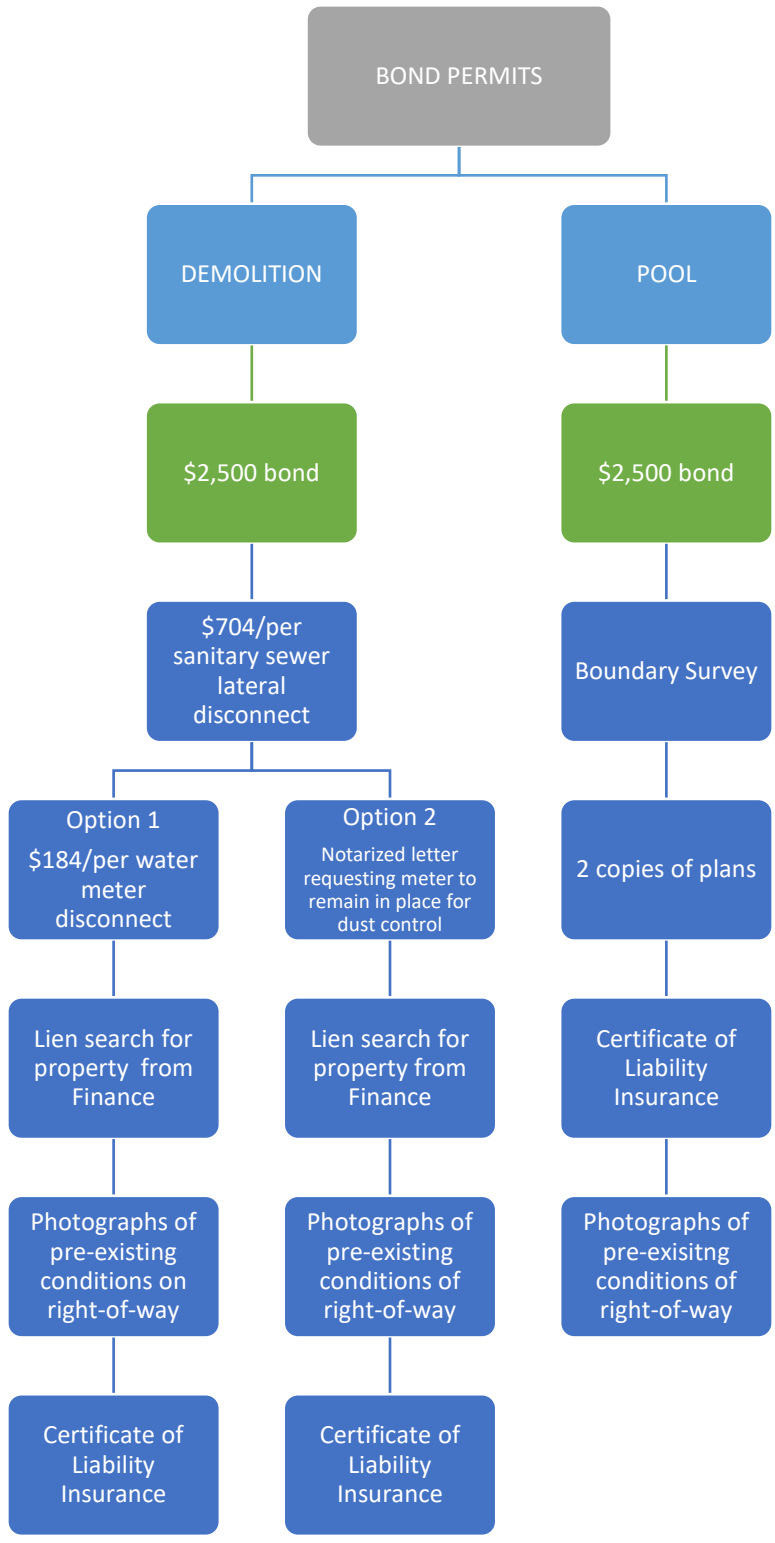 BOND PERMITS
DEMOLITION
POOL
$2,500 bond
$2,500 bond
$704/per
sanitary sewer
lateral
disconnect
Boundary Survey
Option 1
$184/per water
meter
disconnect
Option 2
Notarized letter
requesting meter to
remain in place for
dust control
2 copies of plans
Lien search for
property from
Finance
Lien search for
property from
Finance
Certificate of
Liability
Insurance
Photographs of
pre-existing
conditions on
right-of-way
Photographs of
pre-existing
conditions of
right-of-way
Photographs of
pre-exisitng
conditions of
right-of-way
Certificate of
Liability
Insurance
Certificate of
Liability
Insurance